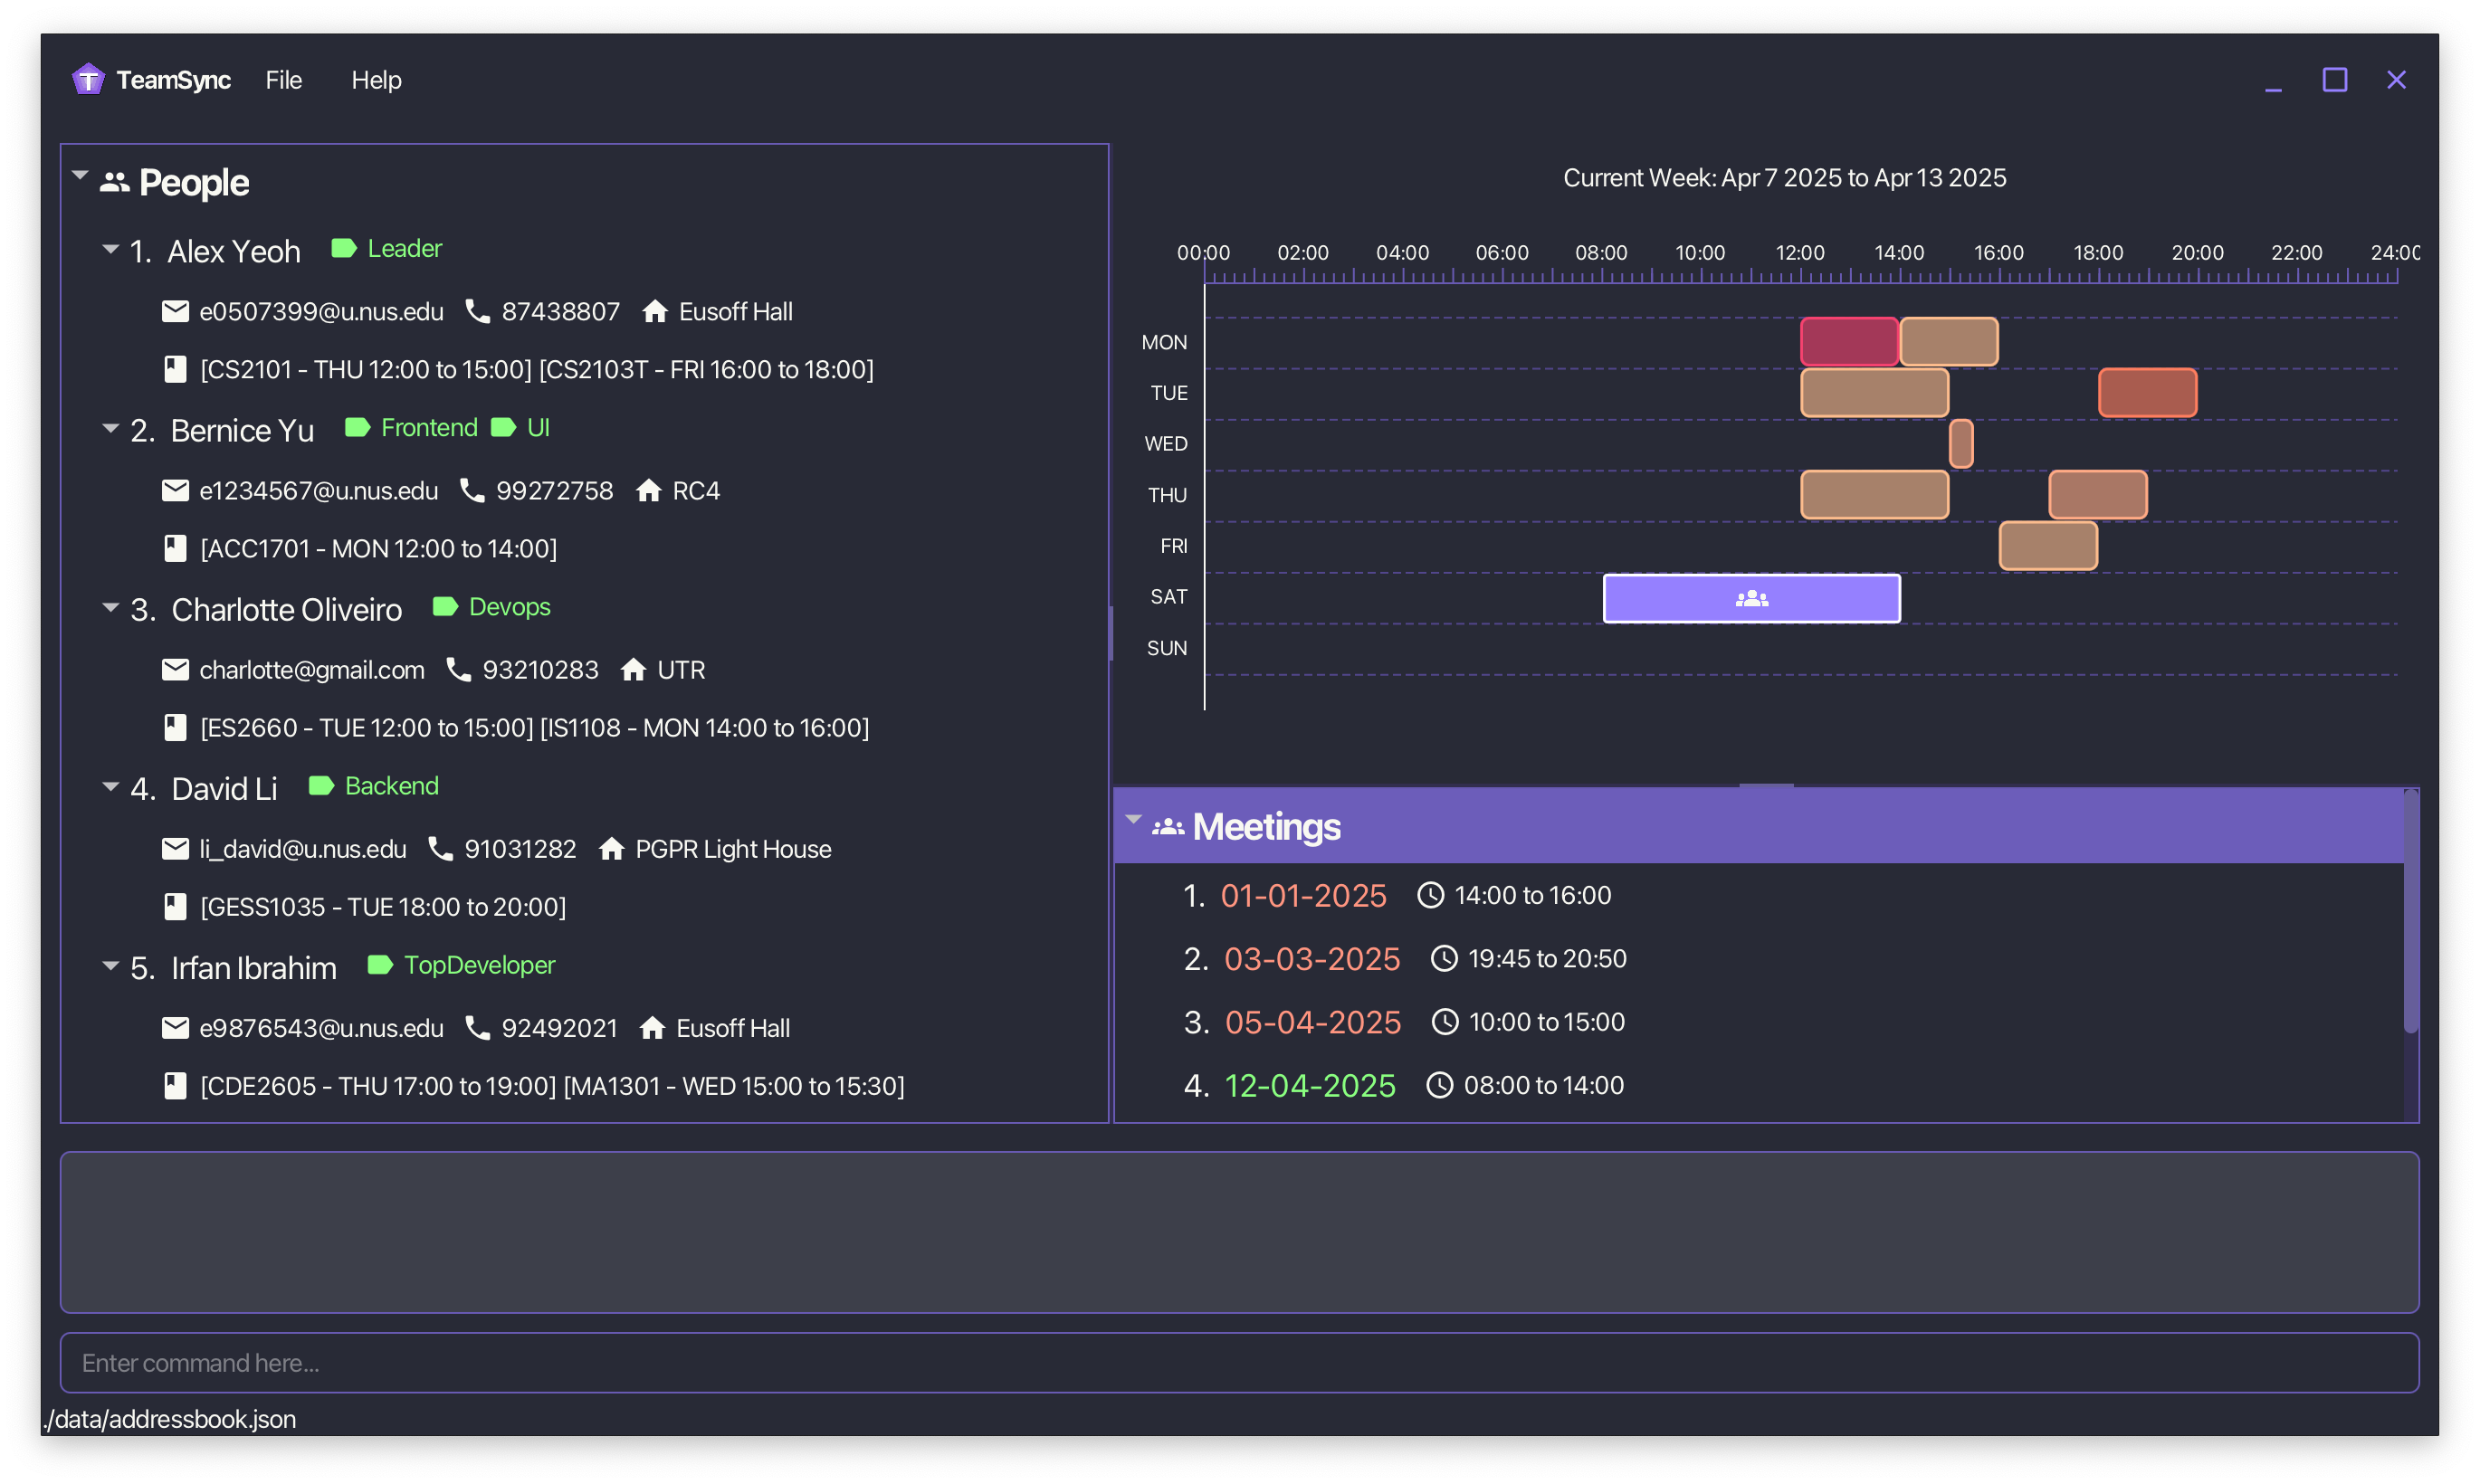 TeamSync File Help
People
1. Alex Yeoh Leader
e0507399@u.nus.edu 87438807 Eusoff Hall
[CS2101 - THU 12:00 to 15:00] [CS2103T - FRI 16:00 to 18:00]
2. Bernice Yu Frontend UI
e1234567@u.nus.edu 99272758 RC4
[ACC1701 - MON 12:00 to 14:00]
3. Charlotte Oliveiro Devops
charlotte@gmail.com 93210283 UTR
[ES2660 - TUE 12:00 to 15:00] [IS1108 - MON 14:00 to 16:00]
4. David Li Backend
li_david@u.nus.edu 91031282 PGPR Light House
[GESS1035 - TUE 18:00 to 20:00]
5. Irfan Ibrahim TopDeveloper
e9876543@u.nus.edu 92492021 Eusoff Hall
[CDE2605 - THU 17:00 to 19:00] [MA1301 - WED 15:00 to 15:30]
Current Week: Apr 7 2025 to Apr 13 2025
00:00 02:00 04:00 06:00 08:00 10:00 12:00 14:00 16:00 18:00 20:00 22:00 24:00
MON
TUE
WED
THU
FRI
SAT
SUN
Meetings
1. 01-01-2025 14:00 to 16:00
2. 03-03-2025 19:45 to 20:50
3. 05-04-2025 10:00 to 15:00
4. 12-04-2025 08:00 to 14:00
Enter command here...
./data/addressbook.json